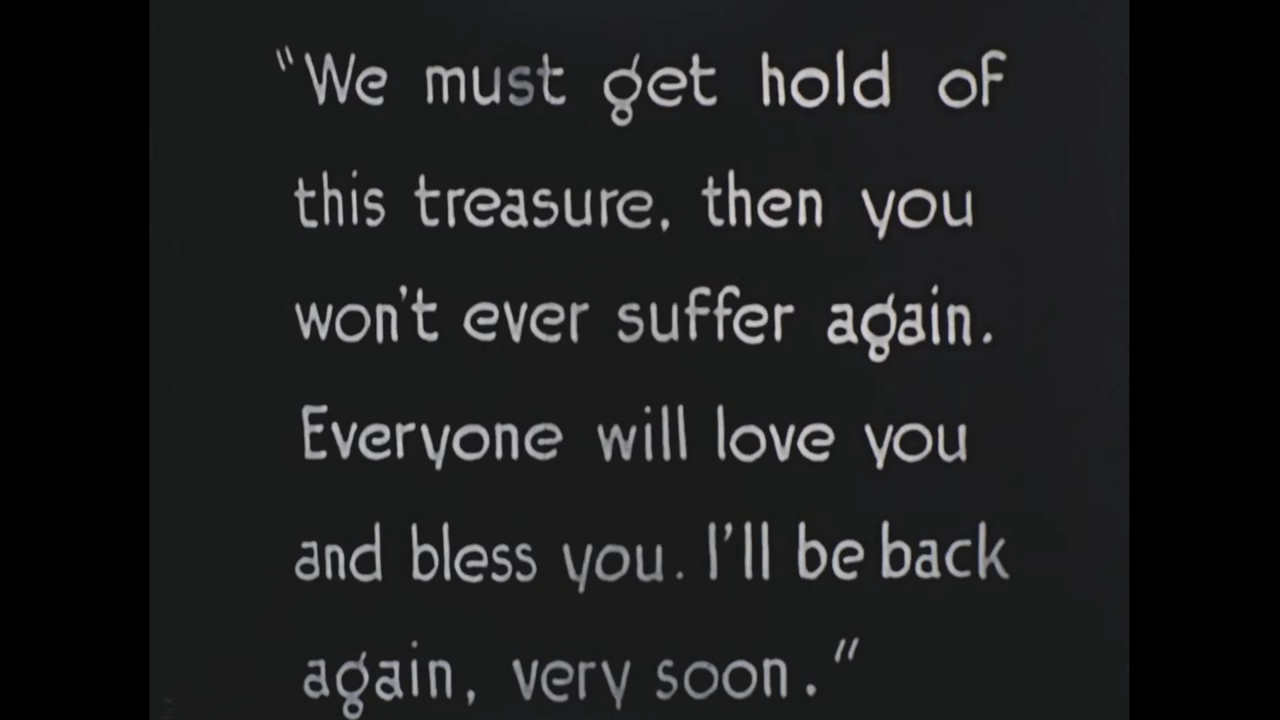 "We must get hold of
this treasure, then you
won't ever suffer again.
Everyone will love you
and bless you. I'll be back
again, very soon."